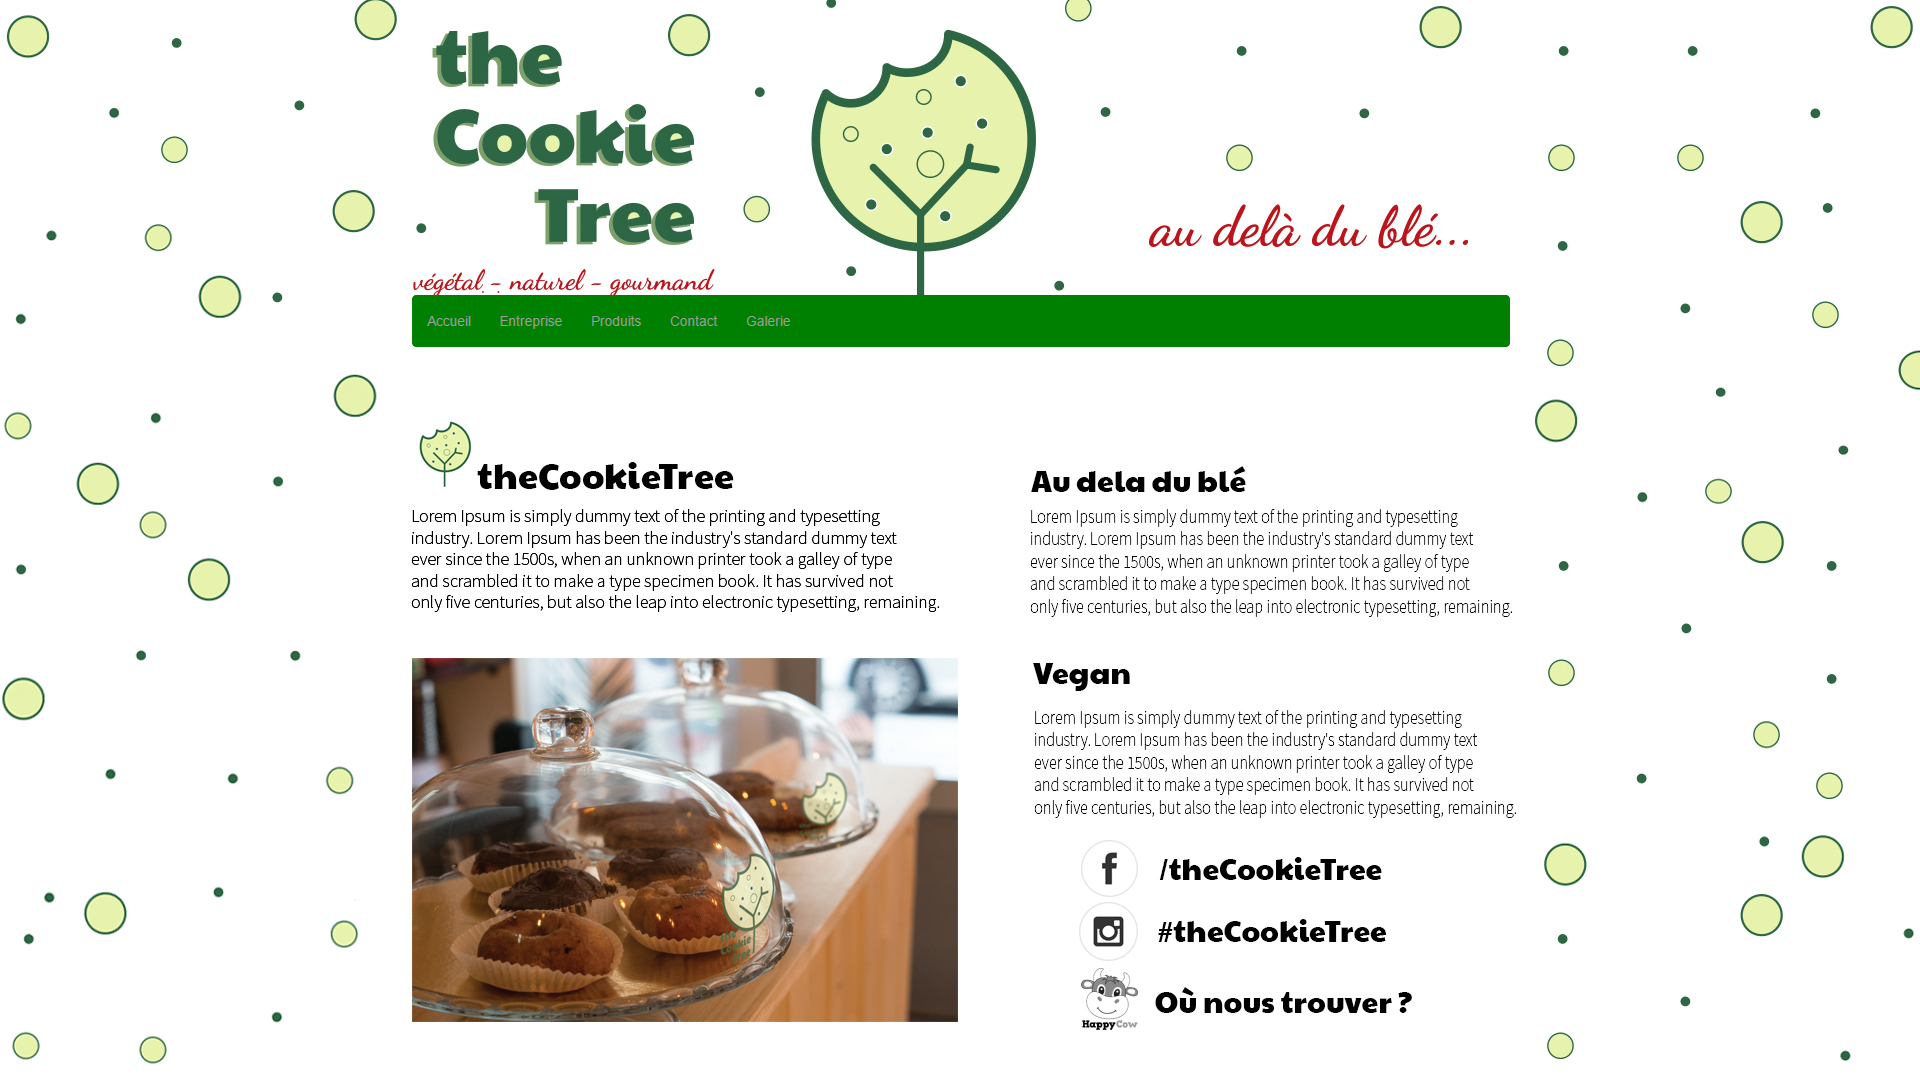 the
Cookie
Tree
végétal - naturel - gourmand
au delà du blé...
Accueil
Entreprise
Produits
Contact
Galerie
theCookieTree
Lorem Ipsum is simply dummy text of the printing and typesetting
industry. Lorem Ipsum has been the industry's standard dummy text
ever since the 1500s, when an unknown printer took a galley of type
and scrambled it to make a type specimen book. It has survived not
only five centuries, but also the leap into electronic typesetting, remaining.
the
Cookie
Tree
Au dela du blé
Lorem Ipsum is simply dummy text of the printing and typesetting
industry. Lorem Ipsum has been the industry's standard dummy text
ever since the 1500s, when an unknown printer took a galley of type
and scrambled it to make a type specimen book. It has survived not
only five centuries, but also the leap into electronic typesetting, remaining.
Vegan
Lorem Ipsum is simply dummy text of the printing and typesetting
industry. Lorem Ipsum has been the industry's standard dummy text
ever since the 1500s, when an unknown printer took a galley of type
and scrambled it to make a type specimen book. It has survived not
only five centuries, but also the leap into electronic typesetting, remaining.
/theCookieTree
#theCookieTree
HappyCow
Où nous trouver ?